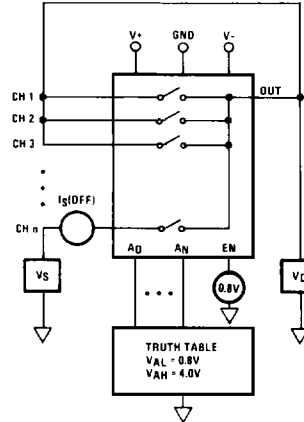 V+ GND V-
CH 1
OUT
CH 2
CH 3
IS(OFF)
CH n
A0 AN EN
VS
0.8V
VD
TRUTH TABLE
VAL = 0.8V
VAH = 4.0V